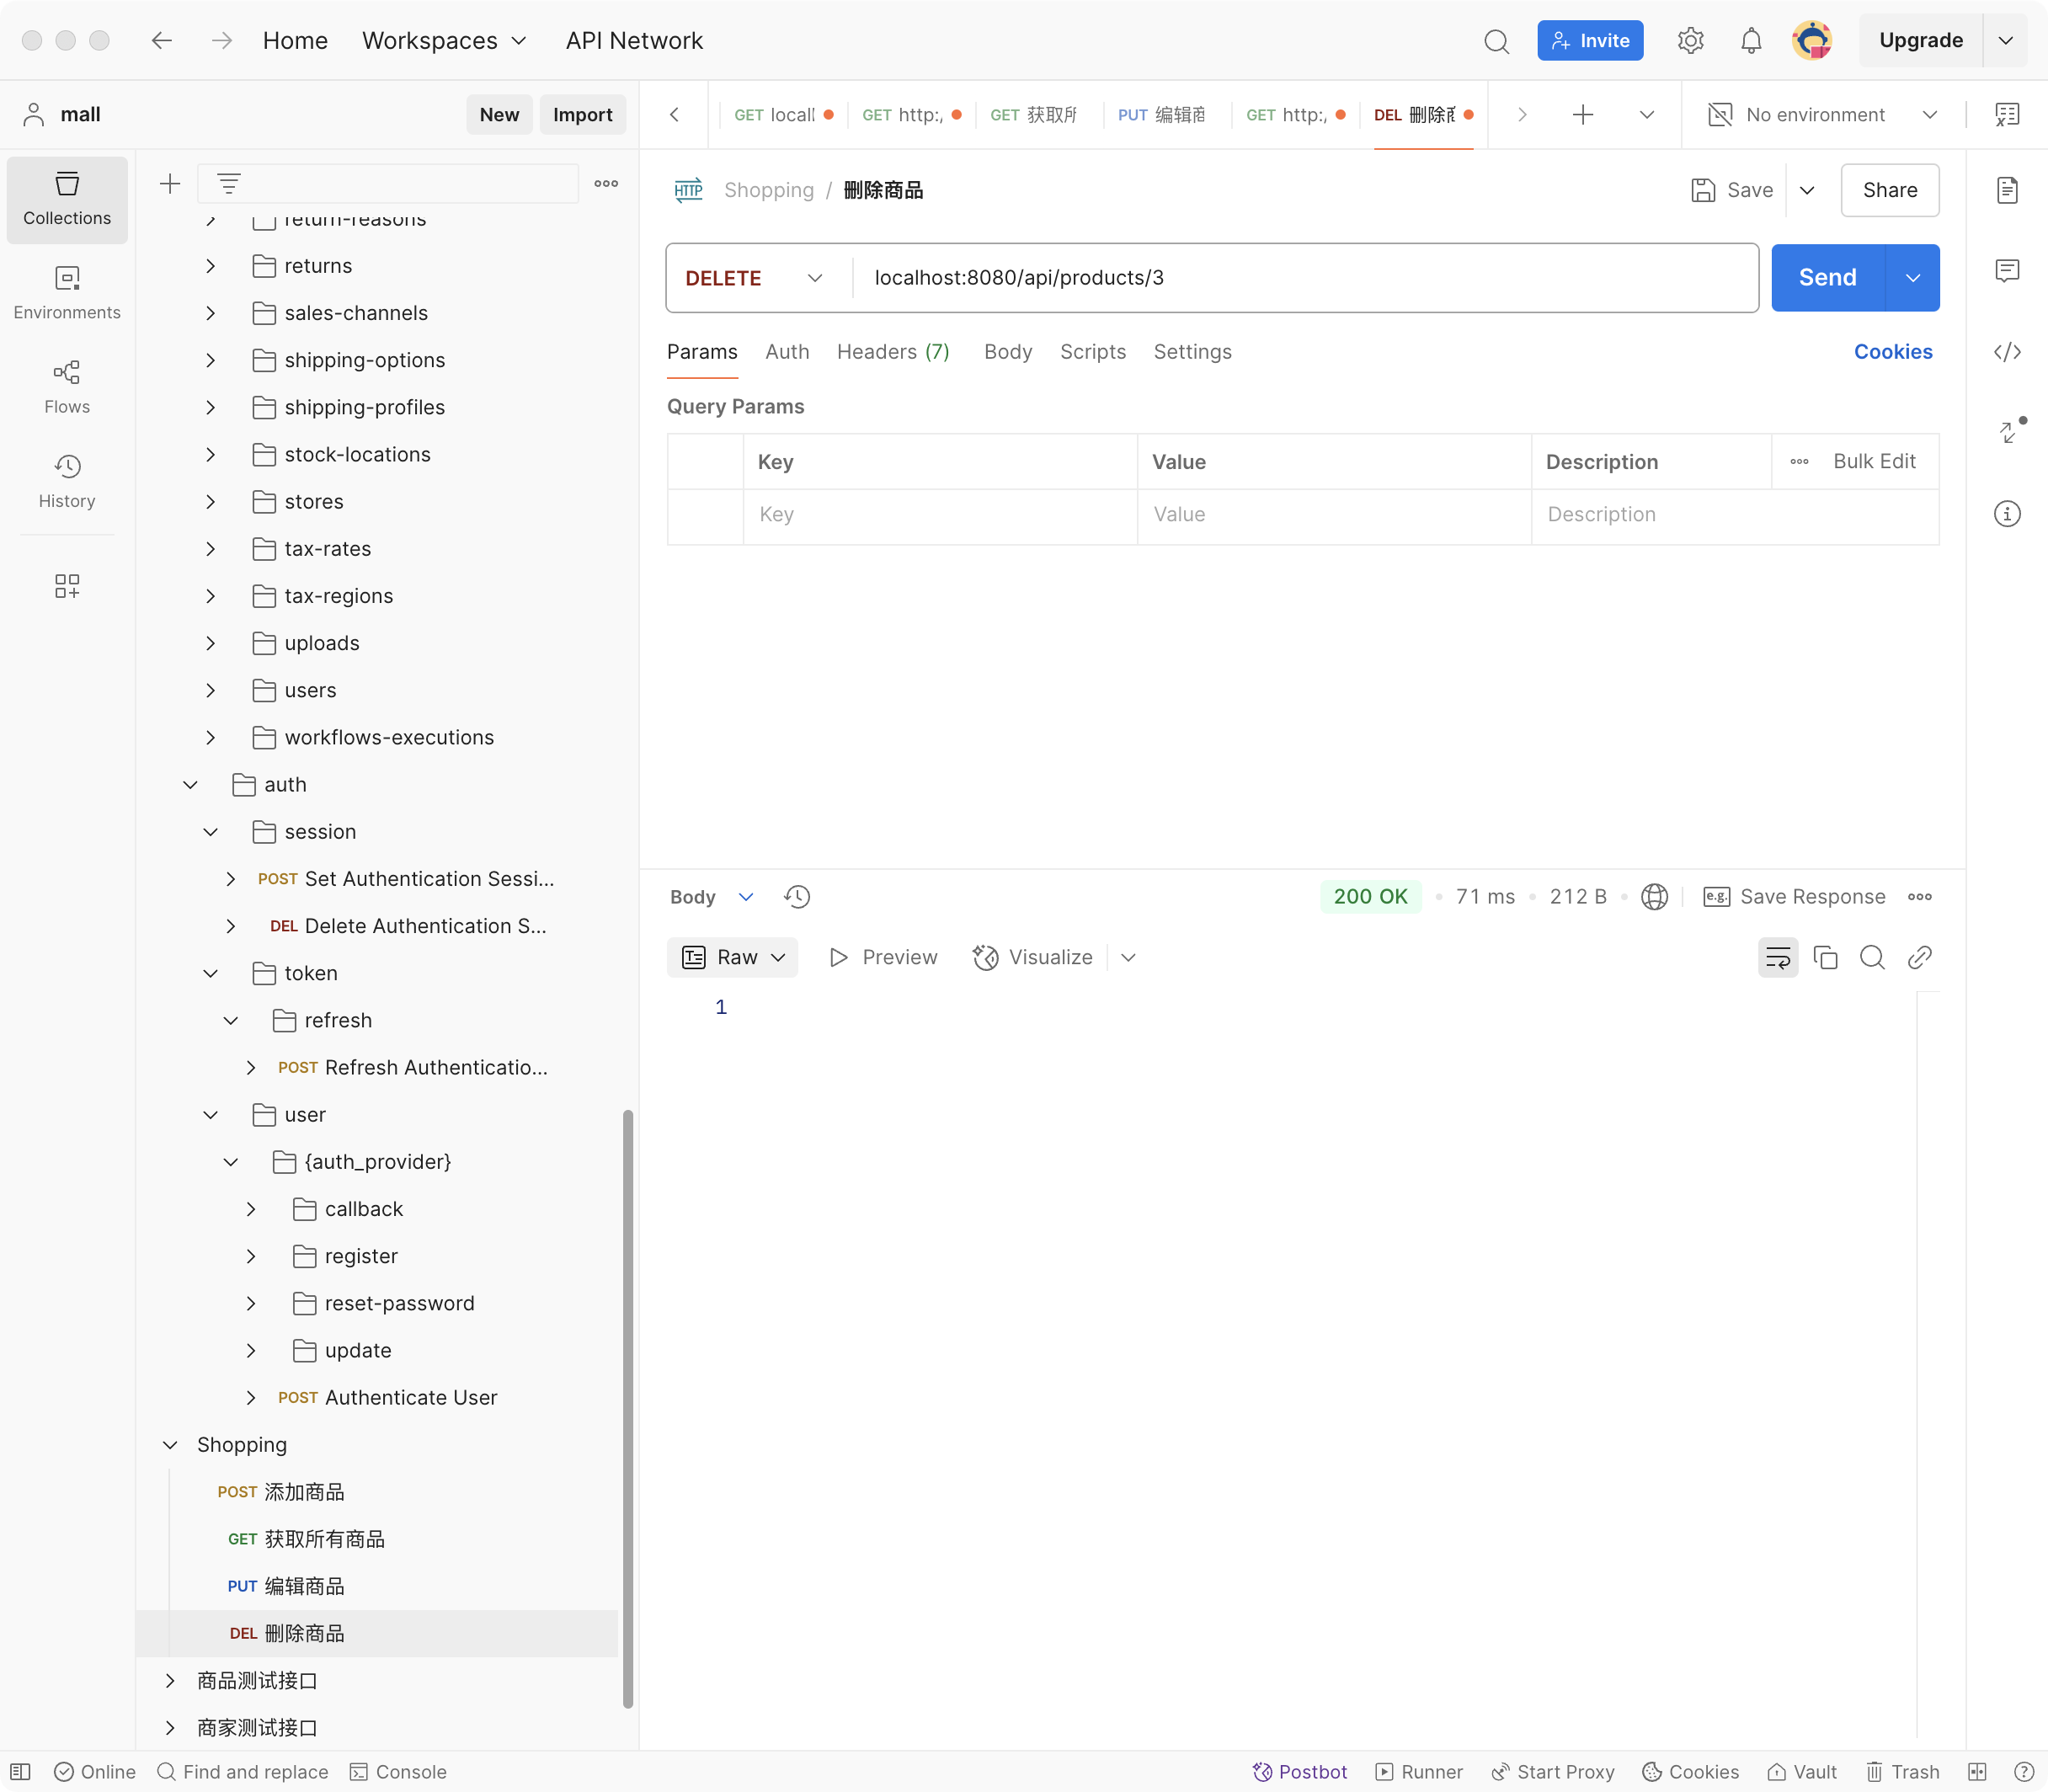 Home
Workspaces
API Network
Invite
Upgrade
mall
New
Import
GET locall
GET http:/
GET 获取所
PUT 编辑商
GET http:/
DEL 删除商
No environment
Collections
Environments
Flows
History
return-reasons
returns
sales-channels
shipping-options
shipping-profiles
stock-locations
stores
tax-rates
tax-regions
uploads
users
workflows-executions
auth
session
POST Set Authentication Sessi...
DEL Delete Authentication S...
token
refresh
POST Refresh Authenticatio...
user
{auth_provider}
callback
register
reset-password
update
POST Authenticate User
Shopping
POST 添加商品
GET 获取所有商品
PUT 编辑商品
DEL 删除商品
商品测试接口
商家测试接口
HTTP Shopping / 删除商品
Save
Share
DELETE
localhost:8080/api/products/3
Send
Params
Auth
Headers (7)
Body
Scripts
Settings
Cookies
Query Params
Key
Value
Description
Bulk Edit
Key
Value
Description
Body
200 OK
71 ms
212 B
e.g. Save Response
Raw
Preview
Visualize
1
Online
Find and replace
Console
Postbot
Runner
Start Proxy
Cookies
Vault
Trash